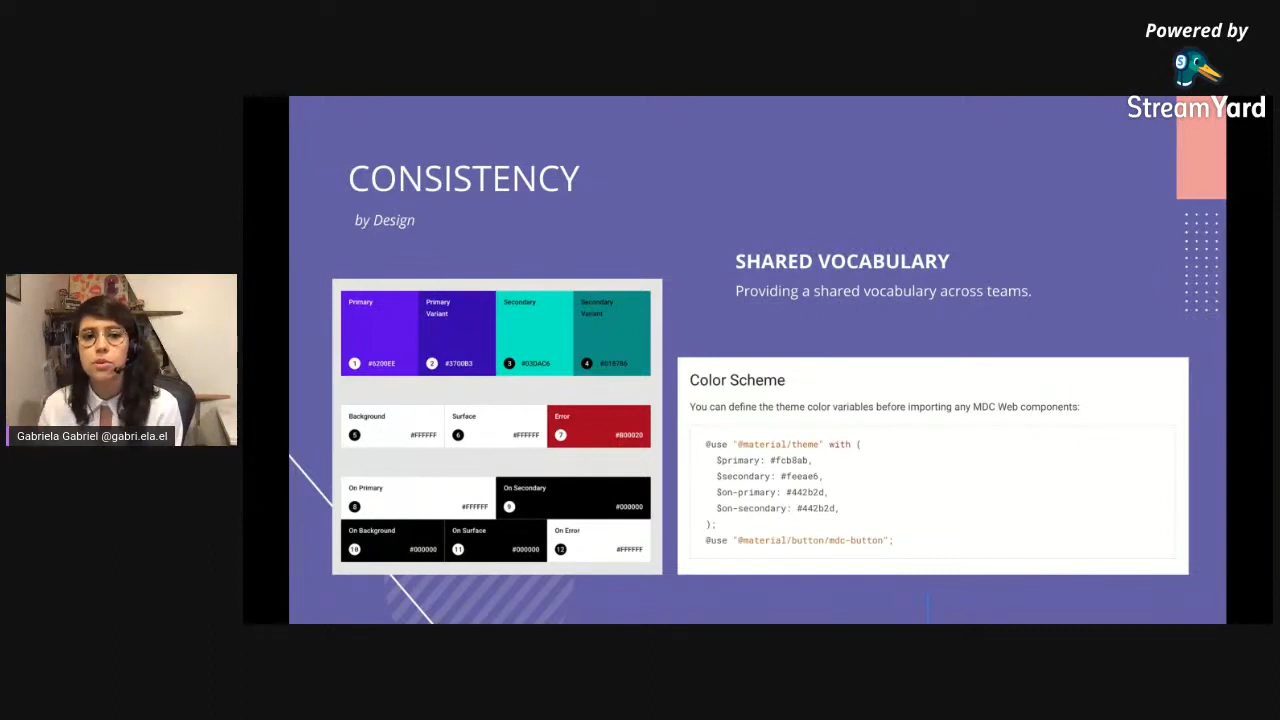 Powered by
StreamYard
CONSISTENCY
by Design
SHARED VOCABULARY
Providing a shared vocabulary across teams.
Primary
Primary Variant
Secondary
Secondary Variant
1 #6200EE
2 #3700B3
3 #03DAC6
4 #018786
Background
Surface
Error
5 #FFFFFF
6 #FFFFFF
7 #B00020
On Primary
On Secondary
8 #FFFFFF
9 #000000
On Background
On Surface
On Error
10 #000000
11 #000000
12 #FFFFFF
Color Scheme
You can define the theme color variables before importing any MDC Web components:
@use "@material/theme" with (
$primary: #fcb8ab,
$secondary: #feeae6,
$on-primary: #442b2d,
$on-secondary: #442b2d,
);
@use "@material/button/mdc-button";
Gabriela Gabriel @gabri.ela.el